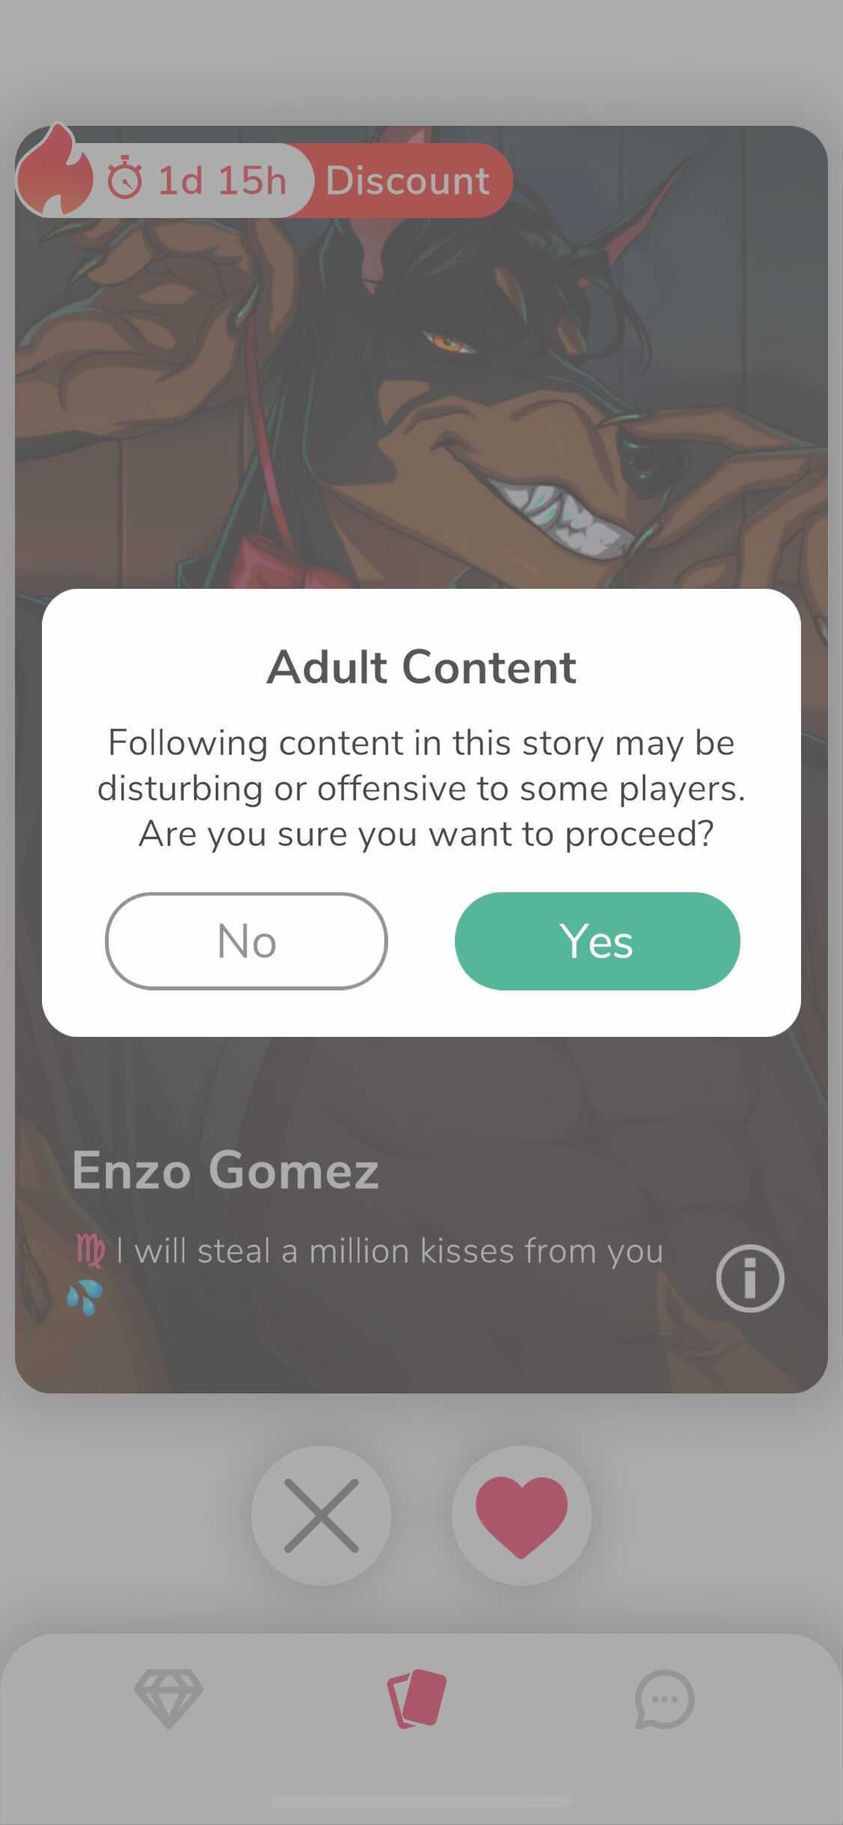 1d 15h Discount
Adult Content
Following content in this story may be
disturbing or offensive to some players.
Are you sure you want to proceed?
No Yes
Enzo Gomez
♍ I will steal a million kisses from you
💦